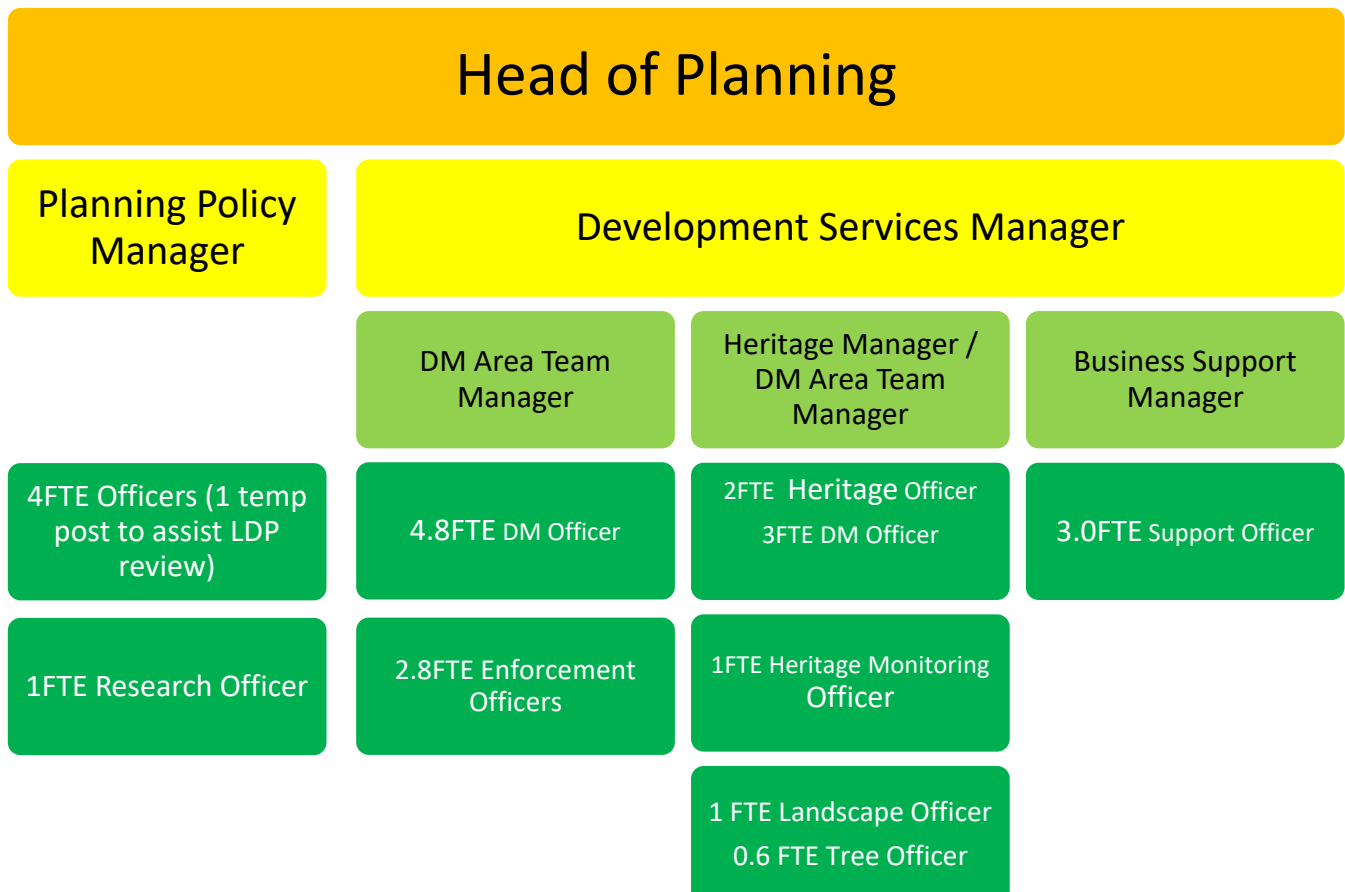 Head of Planning
Planning Policy
Manager
Development Services Manager
DM Area Team
Manager
Heritage Manager /
DM Area Team
Manager
Business Support
Manager
4FTE Officers (1 temp
post to assist LDP
review)
4.8FTE DM Officer
2FTE Heritage Officer
3FTE DM Officer
3.0FTE Support Officer
1FTE Research Officer
2.8FTE Enforcement
Officers
1FTE Heritage Monitoring
Officer
1 FTE Landscape Officer
0.6 FTE Tree Officer